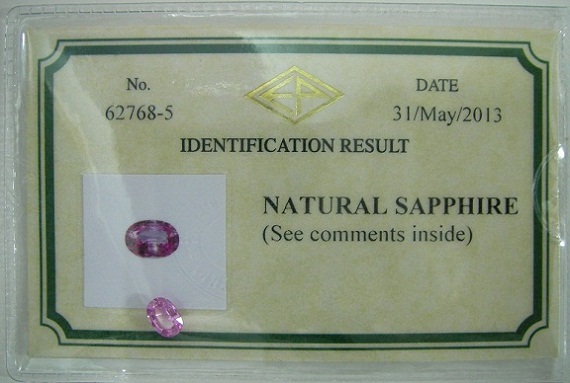 No.
62768-5
DATE
31/May/2013
IDENTIFICATION RESULT
NATURAL SAPPHIRE
(See comments inside)